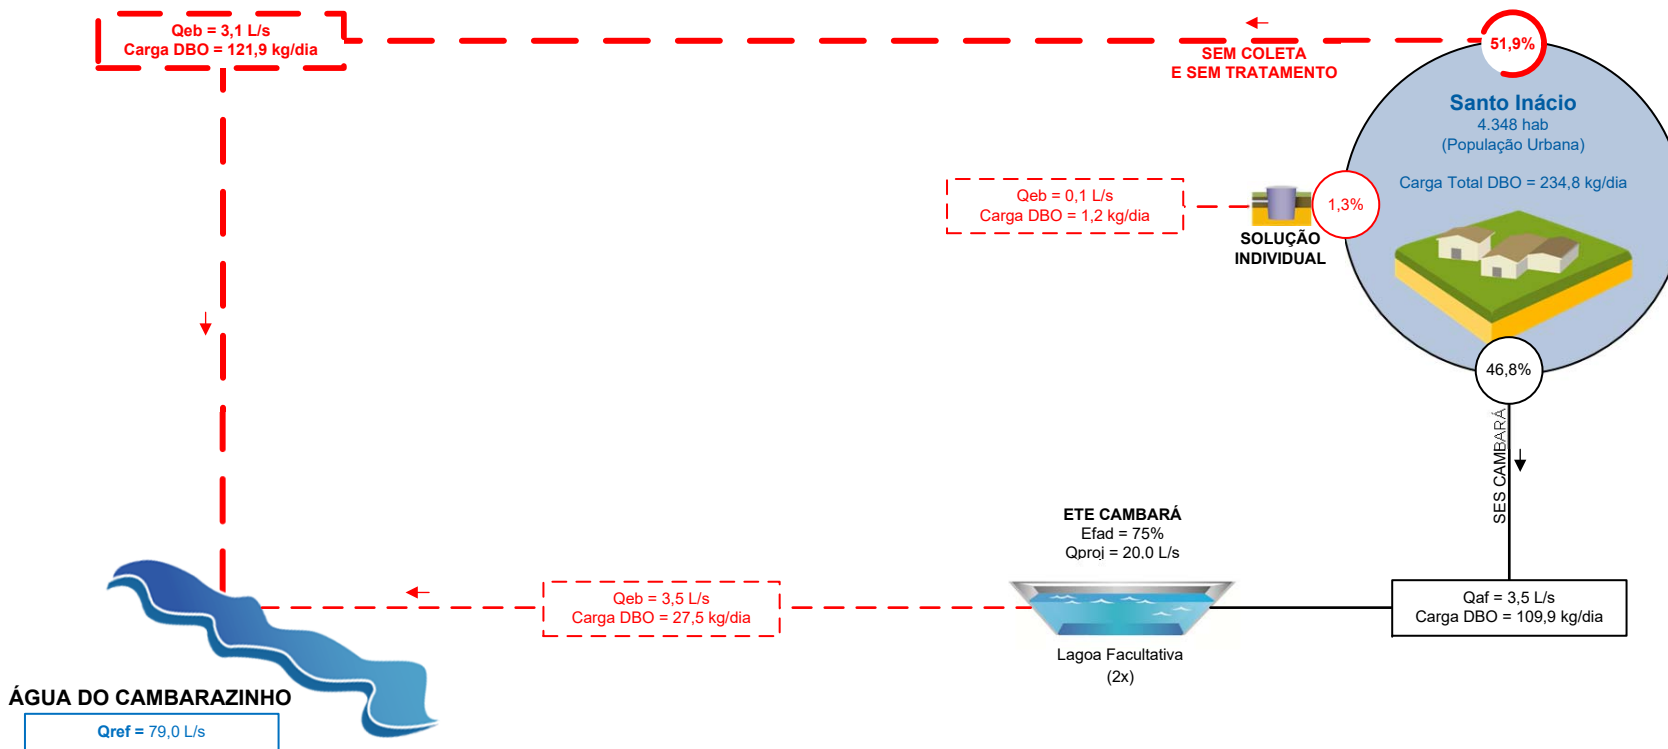 Qeb = 3,1 L/s
Carga DBO = 121,9 kg/dia
SEM COLETA
E SEM TRATAMENTO
51,9%
Santo Inácio
4.348 hab
(População Urbana)
Carga Total DBO = 234,8 kg/dia
Qeb = 0,1 L/s
Carga DBO = 1,2 kg/dia
SOLUÇÃO
INDIVIDUAL
1,3%
46,8%
SES CAMBARÁ
ETE CAMBARÁ
Efad = 75%
Qproj = 20,0 L/s
Lagoa Facultativa
(2x)
Qaf = 3,5 L/s
Carga DBO = 109,9 kg/dia
Qeb = 3,5 L/s
Carga DBO = 27,5 kg/dia
ÁGUA DO CAMBARAZINHO
Qref = 79,0 L/s